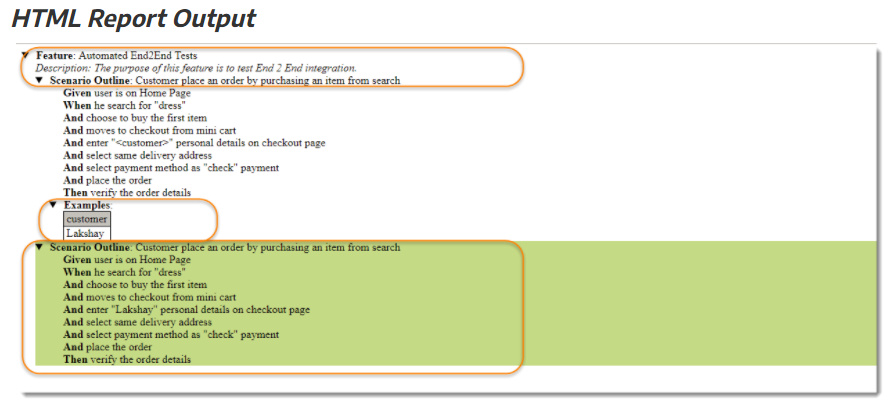 HTML Report Output
▼ Feature: Automated End2End Tests
Description: The purpose of this feature is to test End 2 End integration.
▼ Scenario Outline: Customer place an order by purchasing an item from search
Given user is on Home Page
When he search for "dress"
And choose to buy the first item
And moves to checkout from mini cart
And enter "<customer>" personal details on checkout page
And select same delivery address
And select payment method as "check" payment
And place the order
Then verify the order details
▼ Examples:
customer
Lakshay
▼ Scenario Outline: Customer place an order by purchasing an item from search
Given user is on Home Page
When he search for "dress"
And choose to buy the first item
And moves to checkout from mini cart
And enter "Lakshay" personal details on checkout page
And select same delivery address
And select payment method as "check" payment
And place the order
Then verify the order details